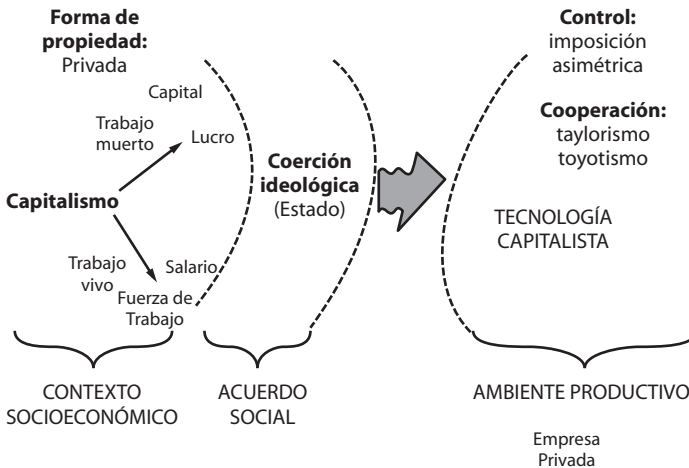 Forma de
propiedad:
Privada
Capital
Trabajo
muerto
Lucro
Capitalismo
Trabajo
vivo
Salario
Fuerza de
Trabajo
CONTEXTO
SOCIOECONÓMICO
Coerción
ideológica
(Estado)
ACUERDO
SOCIAL
Control:
imposición
asimétrica
Cooperación:
taylorismo
toyotismo
TECNOLOGÍA
CAPITALISTA
AMBIENTE PRODUCTIVO
Empresa
Privada